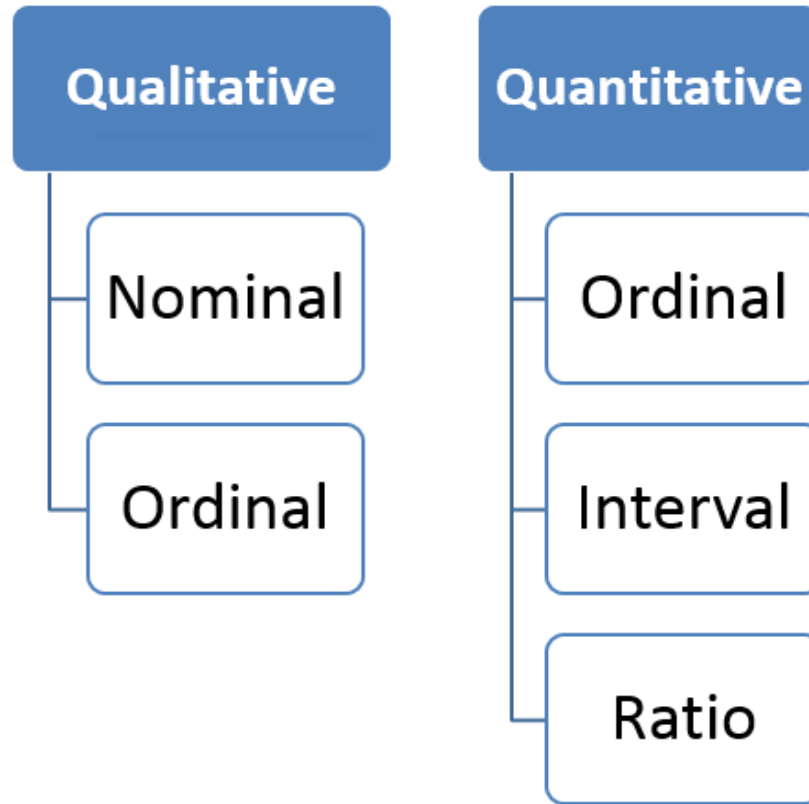 Qualitative
Nominal
Ordinal
Quantitative
Ordinal
Interval
Ratio